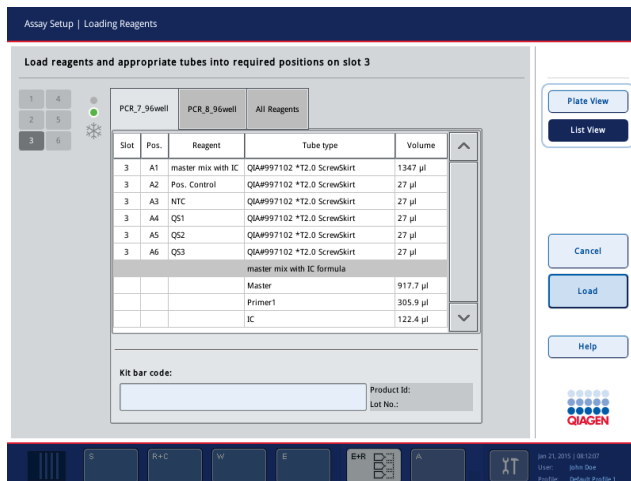 Assay Setup | Loading Reagents
Load reagents and appropriate tubes into required positions on slot 3
1 4
2 5
3 6
PCR_7_96well PCR_8_96well All Reagents
Slot Pos. Reagent Tube type Volume
3 A1 master mix with IC QIA#997102 *T2.0 ScrewSkirt 1347 µl
3 A2 Pos. Control QIA#997102 *T2.0 ScrewSkirt 27 µl
3 A3 NTC QIA#997102 *T2.0 ScrewSkirt 27 µl
3 A4 QS1 QIA#997102 *T2.0 ScrewSkirt 27 µl
3 A5 QS2 QIA#997102 *T2.0 ScrewSkirt 27 µl
3 A6 QS3 QIA#997102 *T2.0 ScrewSkirt 27 µl
master mix with IC formula
Master 917.7 µl
Primer1 305.9 µl
IC 122.4 µl
Kit bar code:
Product Id:
Lot No.:
Plate View
List View
Cancel
Load
Help
QIAGEN
S R+C W E E+R A
Jan 21, 2015 | 08:12:07
User: John Doe
Profile: Default Profile 1